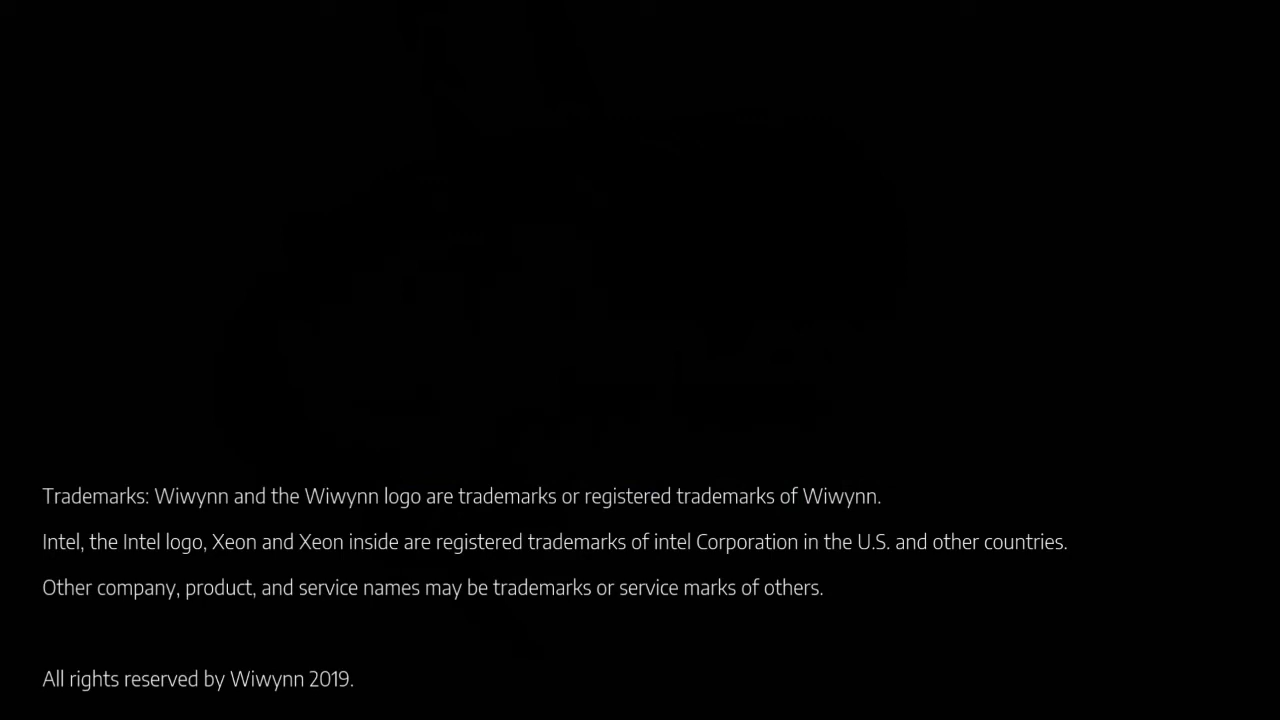 Trademarks: Wiwynn and the Wiwynn logo are trademarks or registered trademarks of Wiwynn.
Intel, the Intel logo, Xeon and Xeon inside are registered trademarks of intel Corporation in the U.S. and other countries.
Other company, product, and service names may be trademarks or service marks of others.
All rights reserved by Wiwynn 2019.